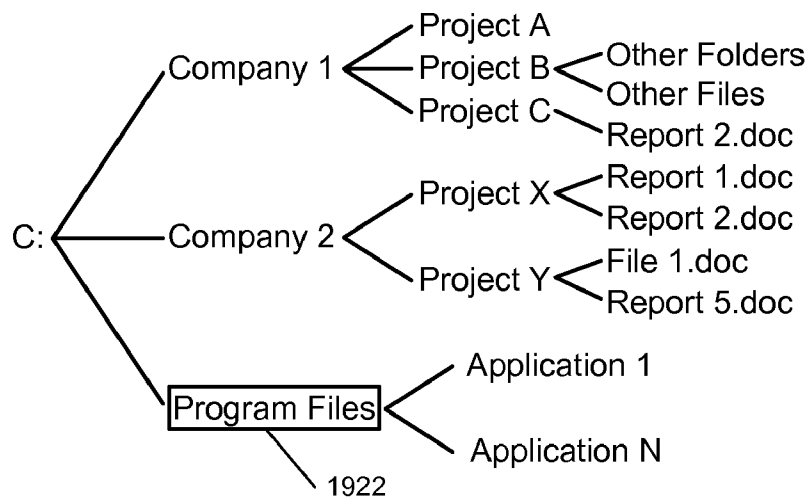 Project A
Company 1
Project B
Other Folders
Other Files
Project C
Report 2.doc
C:
Company 2
Project X
Report 1.doc
Report 2.doc
Project Y
File 1.doc
Report 5.doc
Program Files
Application 1
Application N
1922